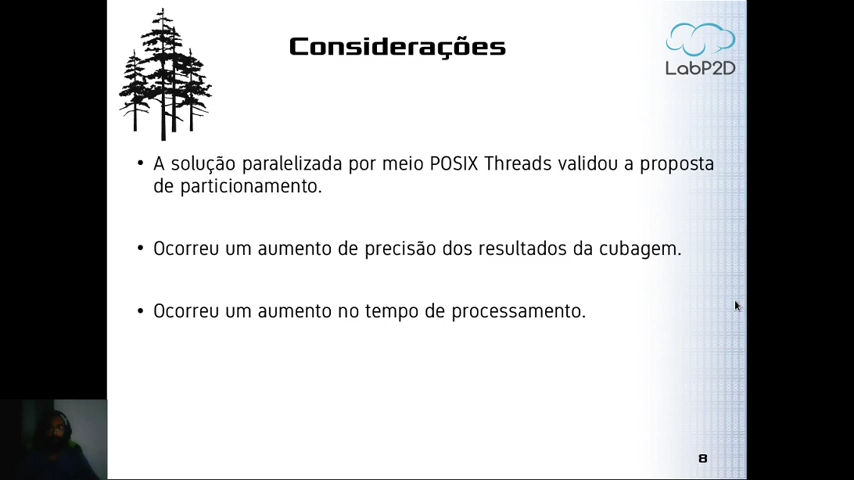 Considerações
LabP2D
• A solução paralelizada por meio POSIX Threads validou a proposta
de particionamento.
• Ocorreu um aumento de precisão dos resultados da cubagem.
• Ocorreu um aumento no tempo de processamento.
8